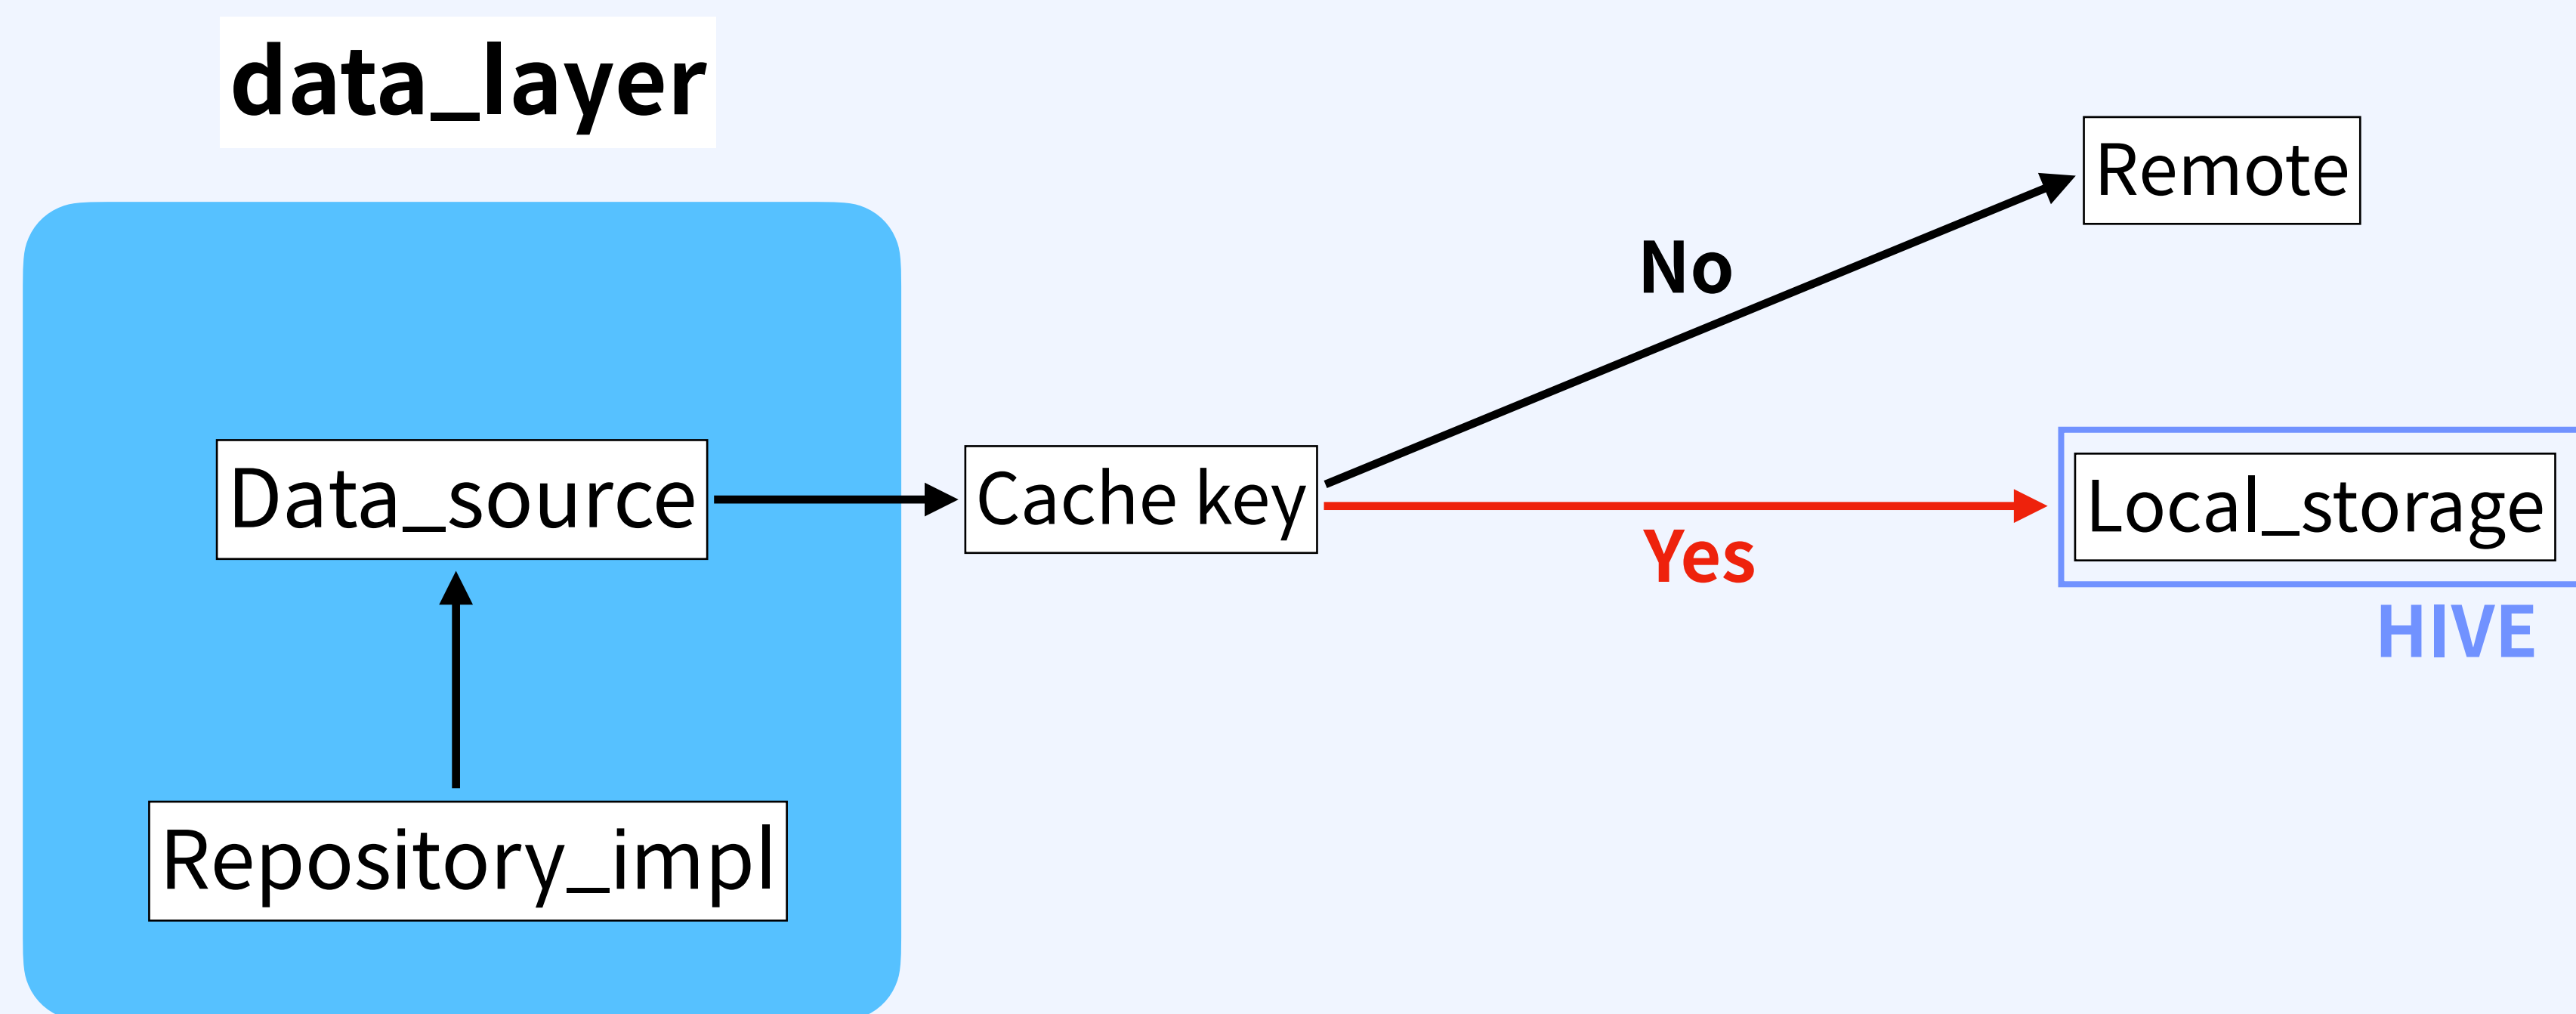 data_layer
Remote
No
Data_source
Cache key
Local_storage
Yes
HIVE
Repository_impl